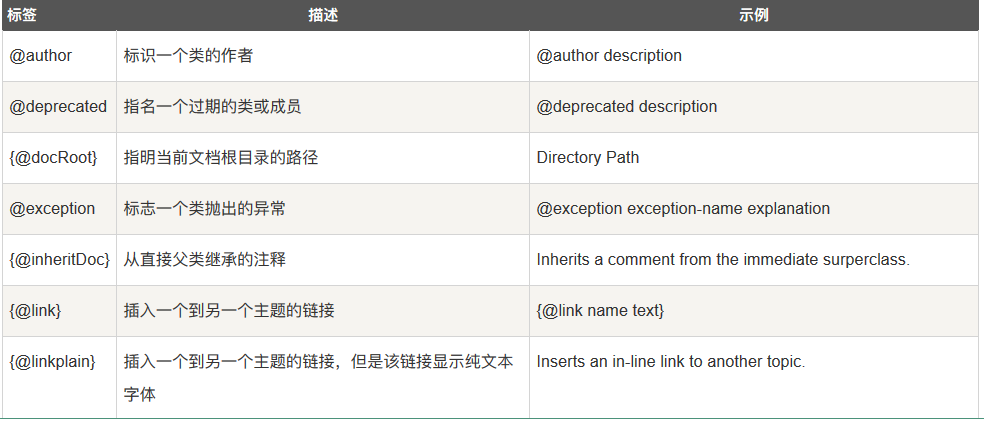 标签 描述 示例
@author 标识一个类的作者 @author description
@deprecated 指名一个过期的类或成员 @deprecated description
{@docRoot} 指明当前文档根目录的路径 Directory Path
@exception 标志一个类抛出的异常 @exception exception-name explanation
{@inheritDoc} 从直接父类继承的注释 Inherits a comment from the immediate surperclass.
{@link} 插入一个到另一个主题的链接 {@link name text}
{@linkplain} 插入一个到另一个主题的链接，但是该链接显示纯文本 Inserts an in-line link to another topic.
字体